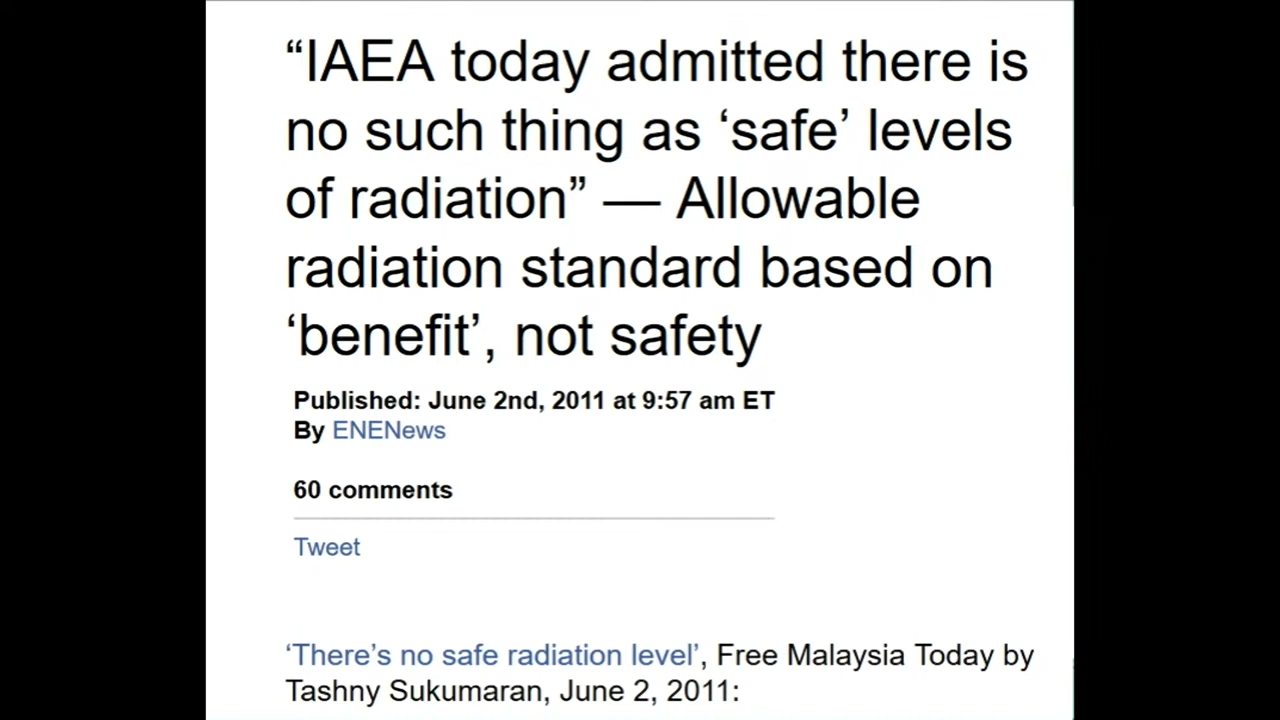 “IAEA today admitted there is
no such thing as ‘safe’ levels
of radiation” — Allowable
radiation standard based on
‘benefit’, not safety
Published: June 2nd, 2011 at 9:57 am ET
By ENENews
60 comments
Tweet
‘There’s no safe radiation level’, Free Malaysia Today by
Tashny Sukumaran, June 2, 2011: